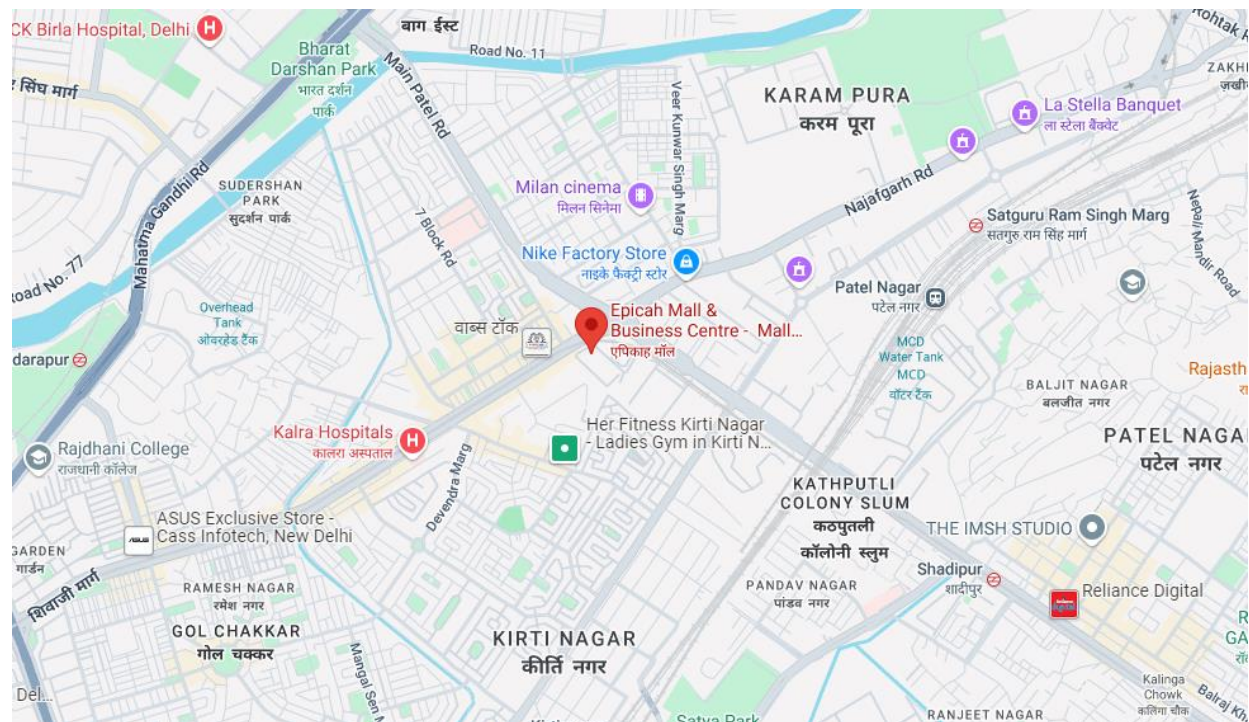 CK Birla Hospital, Delhi
बाग ईस्ट
Road No. 11
Rohtak
Bharat
Darshan Park
भारत दर्शन
पार्क
Main Patel Rd
सिंघ मार्ग
KARAM PURA
करम पूरा
ZAKHI
La Stella Banquet
ला स्टेला बैंक्वेट
Veer Kunwar Singh Marg
Mahatma Gandhi Rd
SUDERSHAN
PARK
सुदर्शन पार्क
Milan cinema
मिलन सिनेमा
Najafgarh Rd
Satguru Ram Singh Marg
सतगुरु राम सिंह मार्ग
Nepali Mandir Road
7 Block Rd
Nike Factory Store
नाइके फैक्ट्री स्टोर
Road No. 77
Patel Nagar
पटेल नगर
Overhead
Tank
ओवरहेड टैंक
वाब्स टॉक
Epicah Mall &
Business Centre - Mall...
एपिकाह मॉल
MCD
Water Tank
MCD
वॉटर टैंक
darapur
Rajasth
BALJIT NAGAR
बलजीत नगर
Kalra Hospitals
कालरा अस्पताल
Her Fitness Kirti Nagar
- Ladies Gym in Kirti N...
PATEL NAGA
पटेल नगर
Rajdhani College
राजधानी कॉलेज
Devendra Marg
KATHPUTLI
COLONY SLUM
कठपुतली
कॉलोनी स्लुम
ASUS Exclusive Store -
Cass Infotech, New Delhi
THE IMSH STUDIO
GARDEN
गार्डन
शिवाजी मार्ग
RAMESH NAGAR
रमेश नगर
Shadipur
शादीपुर
PANDAV NAGAR
पांडव नगर
Reliance Digital
GOL CHAKKAR
गोल चक्कर
KIRTI NAGAR
कीर्ति नगर
R
GA
Mangal Sen M
Del...
Satya Park
Kalinga
Chowk
कलिंगा चौक
Balraj Kh
RANJEET NAGAR